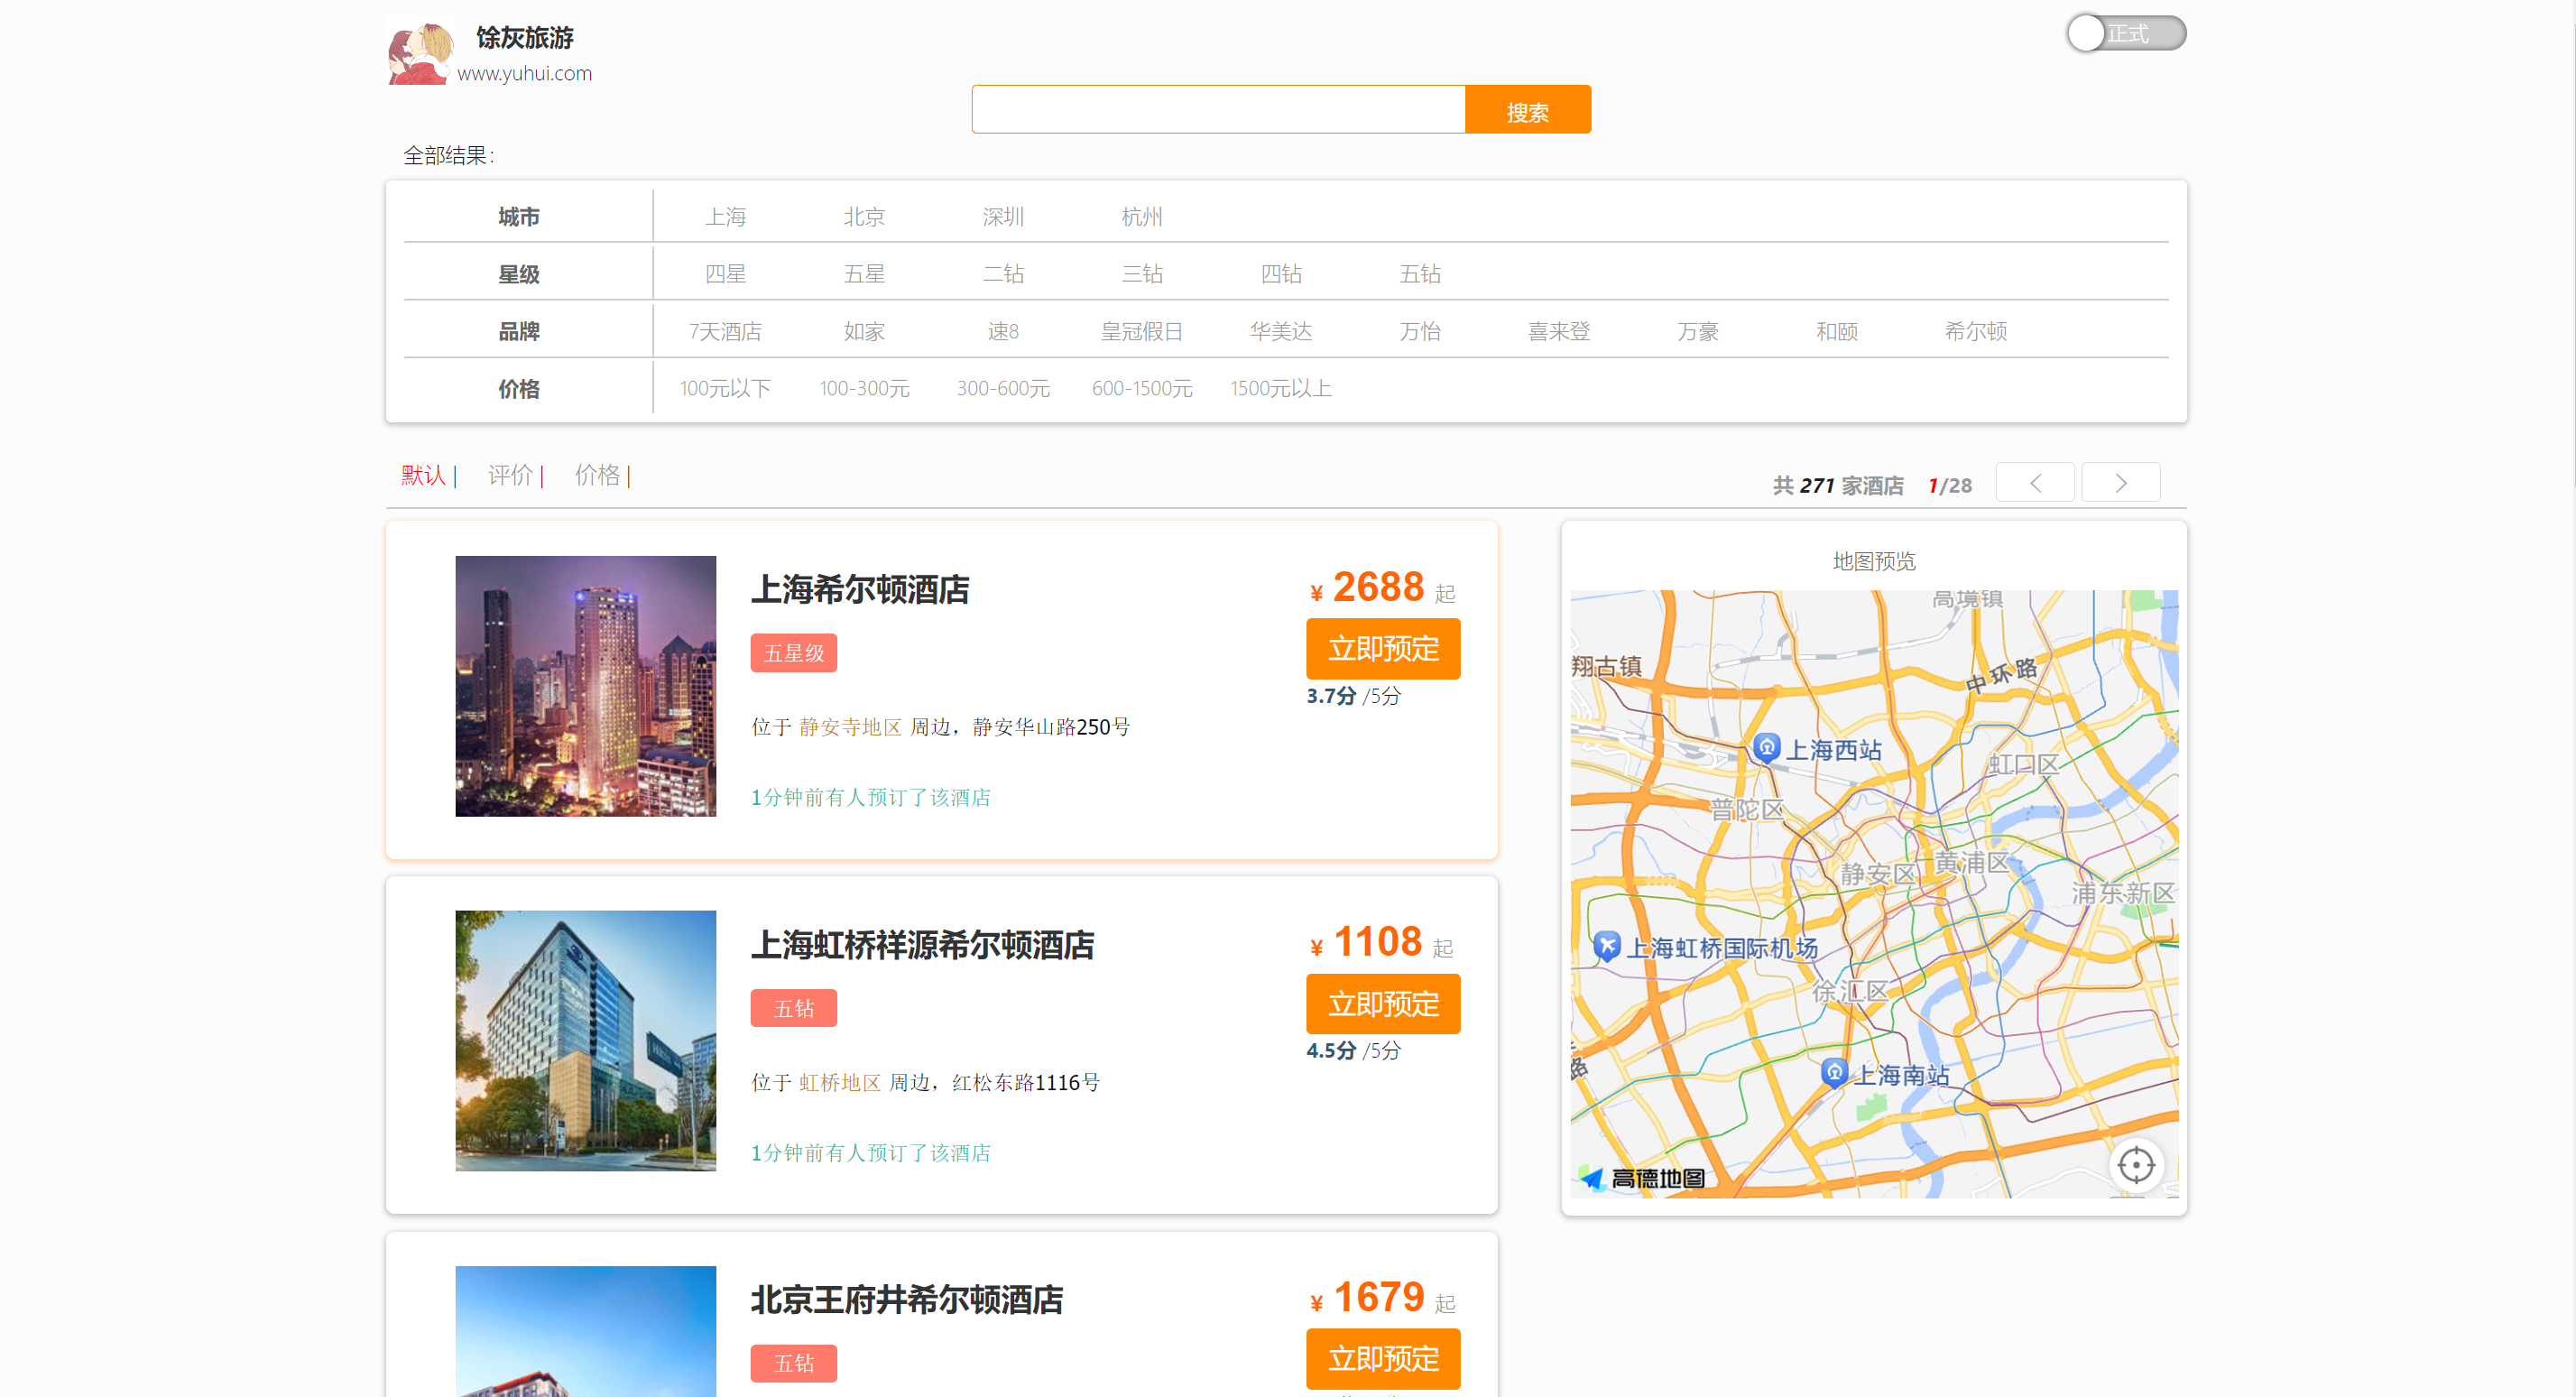 馀灰旅游
www.yuhui.com
正式
搜索
全部结果:
城市 上海 北京 深圳 杭州
星级 四星 五星 二钻 三钻 四钻 五钻
品牌 7天酒店 如家 速8 皇冠假日 华美达 万怡 喜来登 万豪 和颐 希尔顿
价格 100元以下 100-300元 300-600元 600-1500元 1500元以上
默认 | 评价 | 价格 |
共 271 家酒店 1/28
上海希尔顿酒店
五星级
位于 静安寺地区 周边，静安华山路250号
1分钟前有人预订了该酒店
¥ 2688 起
立即预定
3.7分 /5分
上海虹桥祥源希尔顿酒店
五钻
位于 虹桥地区 周边，红松东路1116号
1分钟前有人预订了该酒店
¥ 1108 起
立即预定
4.5分 /5分
北京王府井希尔顿酒店
五钻
¥ 1679 起
立即预定
地图预览
高境镇
翔古镇
中环路
上海西站
虹口区
普陀区
静安区
黄浦区
浦东新区
上海虹桥国际机场
徐汇区
路
上海南站
高德地图